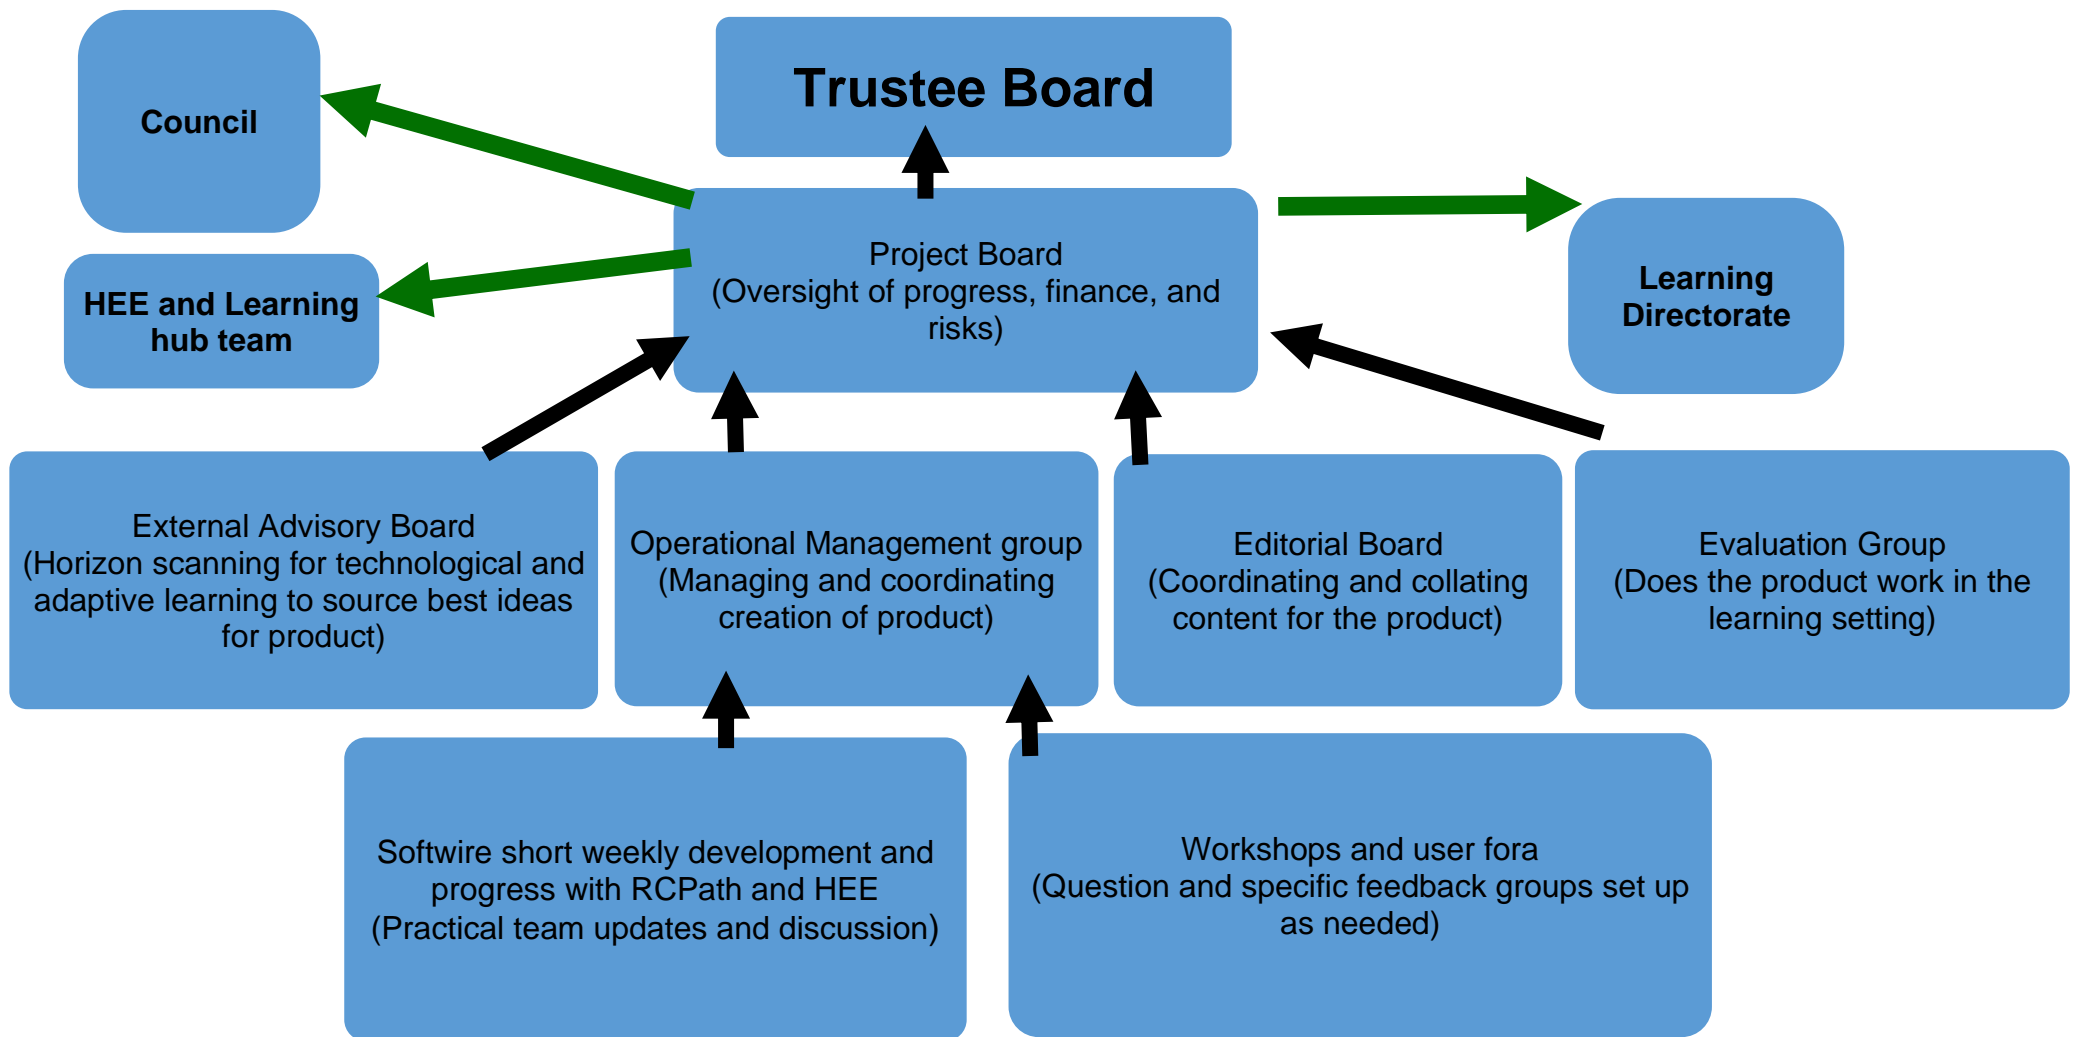 Trustee Board
Council
Project Board
(Oversight of progress, finance, and
risks)
HEE and Learning
hub team
Learning
Directorate
External Advisory Board
(Horizon scanning for technological and
adaptive learning to source best ideas
for product)
Operational Management group
(Managing and coordinating
creation of product)
Editorial Board
(Coordinating and collating
content for the product)
Evaluation Group
(Does the product work in the
learning setting)
Softwire short weekly development and
progress with RCPath and HEE
(Practical team updates and discussion)
Workshops and user fora
(Question and specific feedback groups set up
as needed)